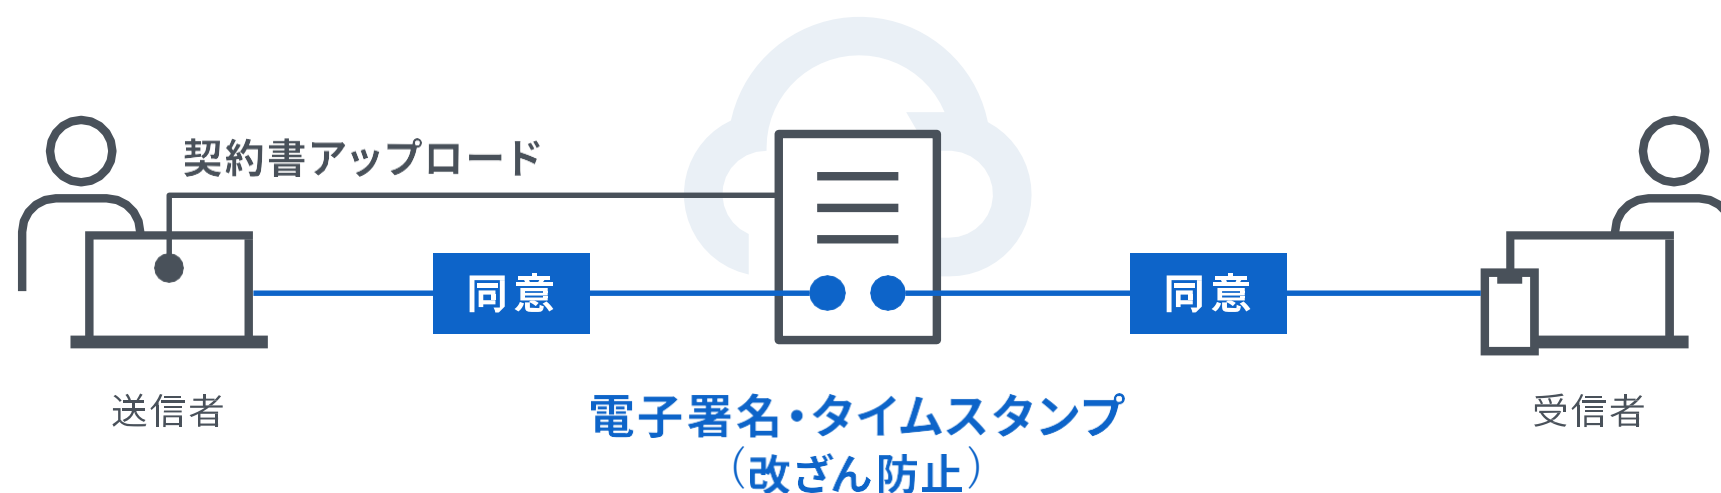 契約書アップロード
同意
同意
送信者
電子署名・タイムスタンプ
（改ざん防止）
受信者